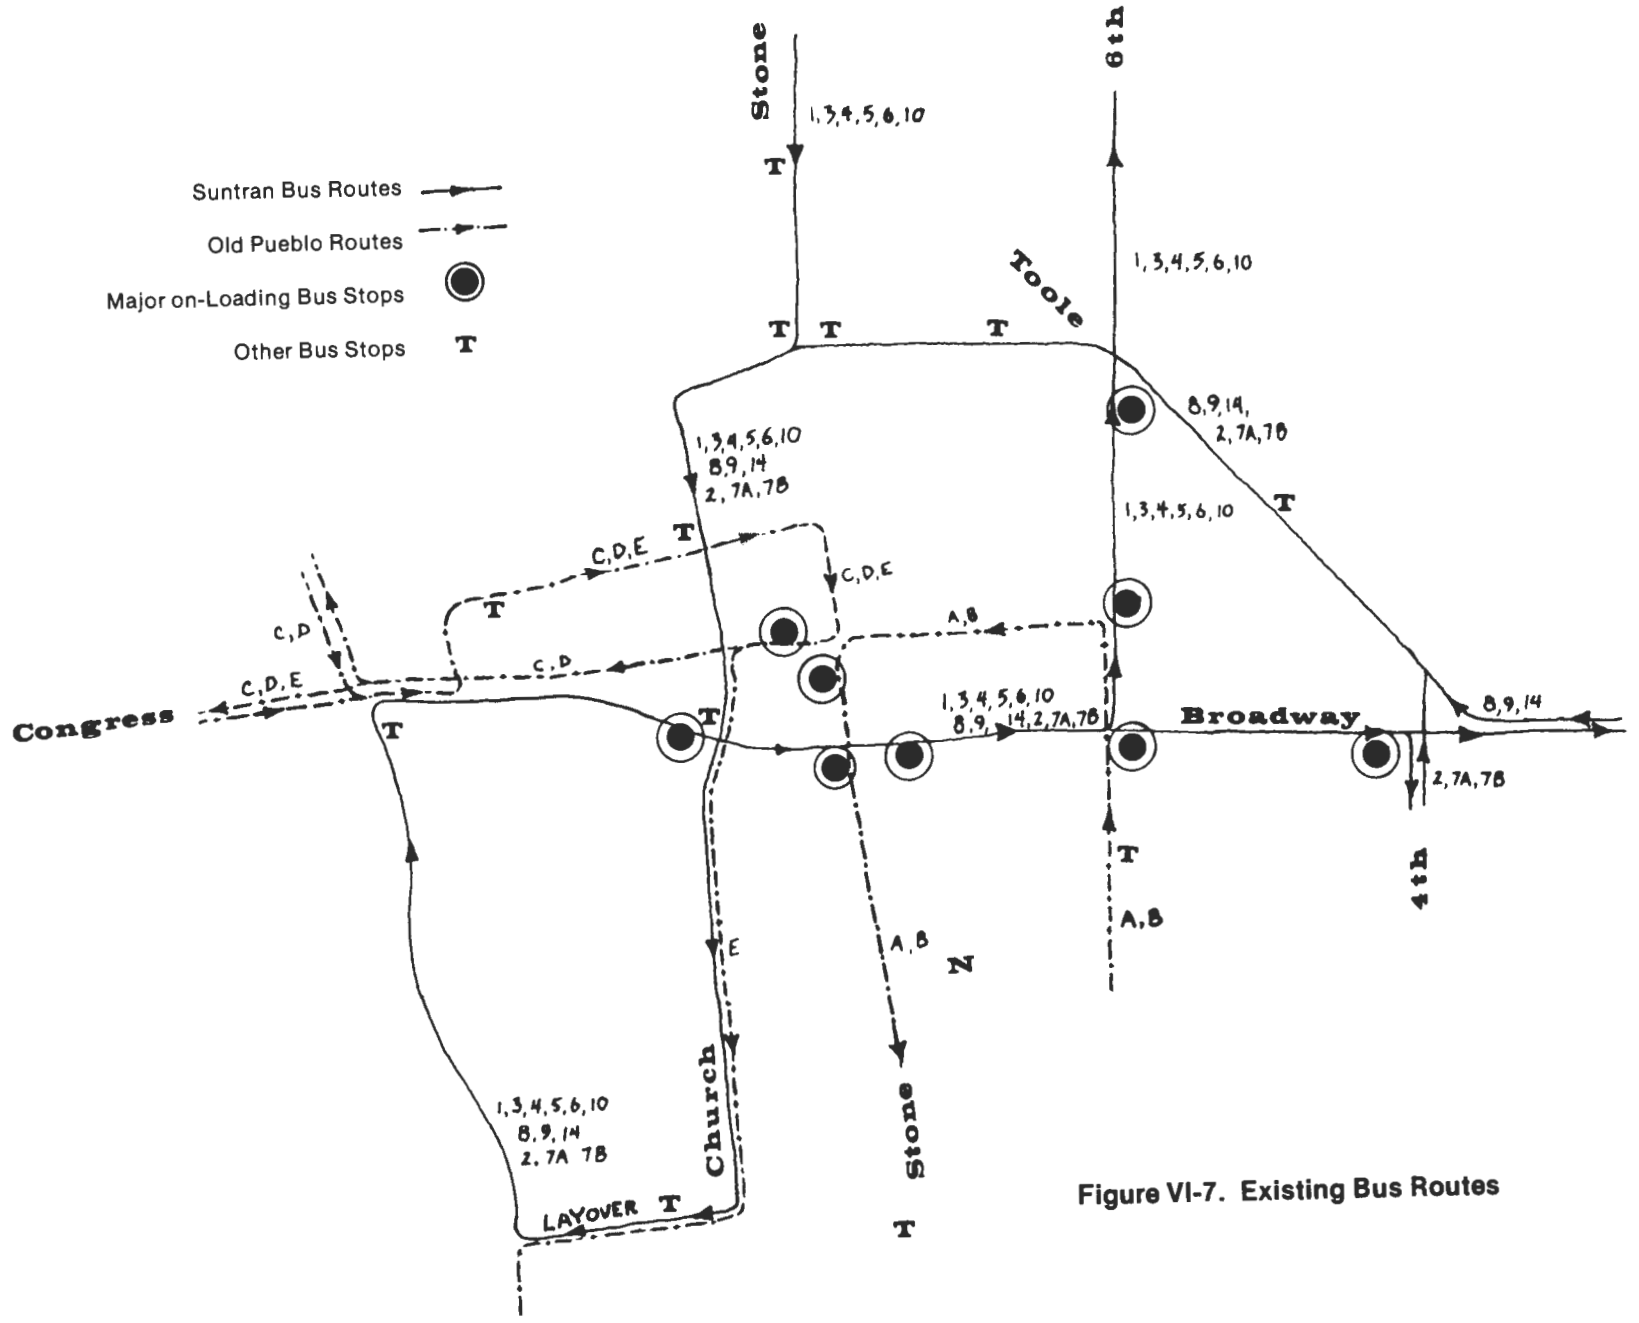 Stone
6th
1,3,4,5,6,10
T
Suntran Bus Routes
Old Pueblo Routes
Major on-Loading Bus Stops
Other Bus Stops T
Toole
1,3,4,5,6,10
T T T
8,9,14,
2,7A,7B
1,3,4,5,6,10
8,9,14
2,7A,7B
T
1,3,4,5,6,10
T
C,D,E
C,D,E
T
A,B
C,D
C,D
C,D,E
Congress
T
T
1,3,4,5,6,10
8,9, 14,2,7A,7B
Broadway
8,9,14
2,7A,7B
T
4th
A,B
E
A,B
N
Church
Stone
1,3,4,5,6,10
8,9,14
2,7A 7B
LAYOVER T
T
Figure VI-7. Existing Bus Routes